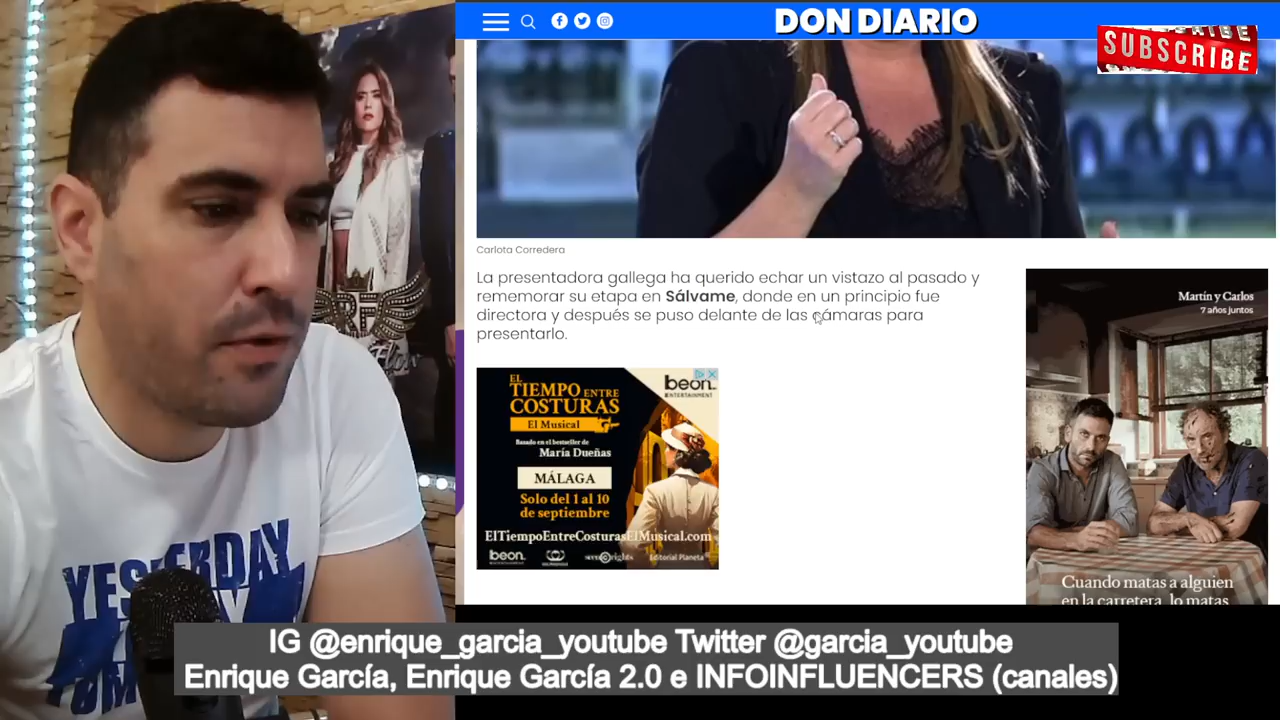 DON DIARIO
SUBSCRIBE
Carlota Corredera
La presentadora gallega ha querido echar un vistazo al pasado y
rememorar su etapa en Sálvame, donde en un principio fue
directora y después se puso delante de las cámaras para
presentarlo.
EL
TIEMPO ENTRE
COSTURAS
El Musical
Basado en el bestseller de
María Dueñas
MÁLAGA
Solo del 1 al 10
de septiembre
ElTiempoEntreCosturasElMusical.com
beon.
ENTERTAINMENT
beon.
Editorial Planeta
Martín y Carlos
7 años juntos
Cuando matas a alguien
en la carretera, lo matas
YESTERDAY
IG @enrique_garcia_youtube Twitter @garcia_youtube
Enrique García, Enrique García 2.0 e INFOINFLUENCERS (canales)